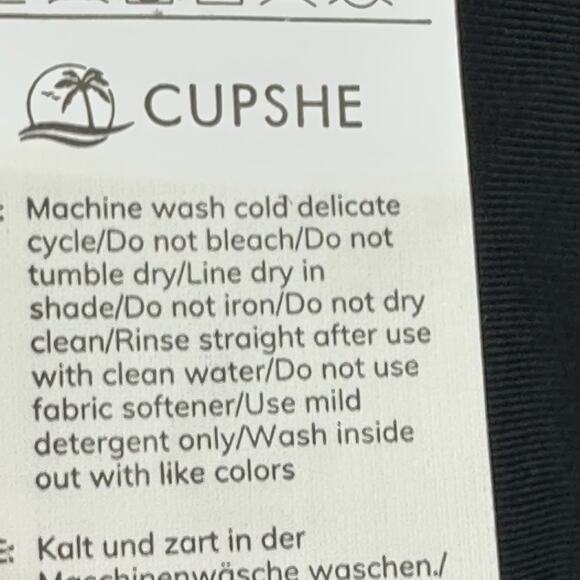 CUPSHE
: Machine wash cold delicate
cycle/Do not bleach/Do not
tumble dry/Line dry in
shade/Do not iron/Do not dry
clean/Rinse straight after use
with clean water/Do not use
fabric softener/Use mild
detergent only/Wash inside
out with like colors
E: Kalt und zart in der
Maschinenwäsche waschen./